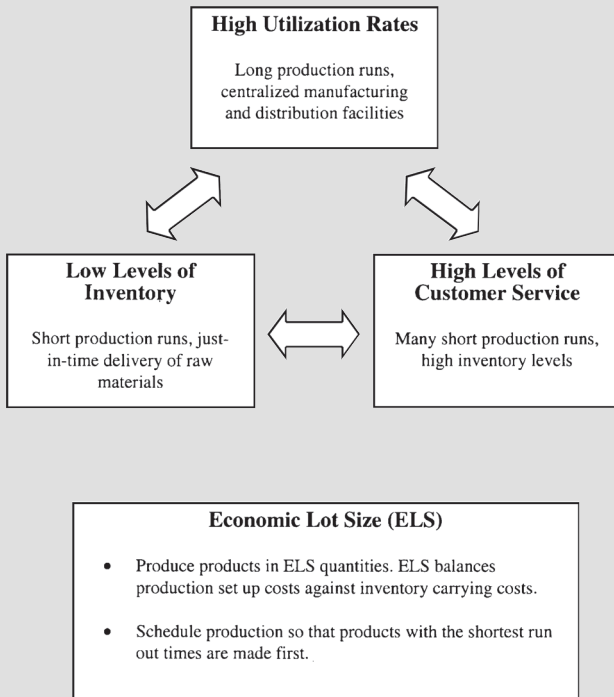 High Utilization Rates
Long production runs,
centralized manufacturing
and distribution facilities
Low Levels of
Inventory
Short production runs, just-
in-time delivery of raw
materials
High Levels of
Customer Service
Many short production runs,
high inventory levels
Economic Lot Size (ELS)
• Produce products in ELS quantities. ELS balances
production set up costs against inventory carrying costs.
• Schedule production so that products with the shortest run
out times are made first.